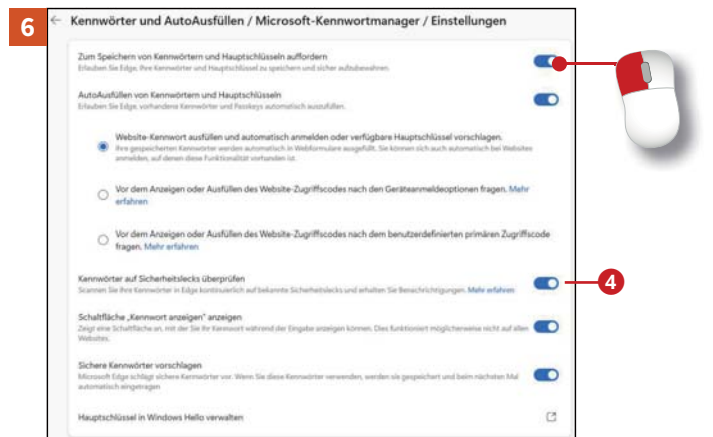 6
← Kennwörter und AutoAusfüllen / Microsoft-Kennwortmanager / Einstellungen
Zum Speichern von Kennwörtern und Hauptschlüsseln auffordern
Erlauben Sie Edge, Ihre Kennwörter und Hauptschlüssel zu speichern und sicher aufzubewahren.
AutoAusfüllen von Kennwörtern und Hauptschlüsseln
Erlauben Sie Edge, vorhandene Kennwörter und Passkeys automatisch auszufüllen.
Website-Kennwort ausfüllen und automatisch anmelden oder verfügbare Hauptschlüssel vorschlagen.
Ihre gespeicherten Kennwörter werden automatisch in Webformulare ausgefüllt. Sie können sich auch automatisch bei Websites
anmelden, auf denen diese Funktionalität vorhanden ist.
Vor dem Anzeigen oder Ausfüllen des Website-Zugriffscodes nach den Geräteanmeldeoptionen fragen. Mehr
erfahren
Vor dem Anzeigen oder Ausfüllen des Website-Zugriffscodes nach dem benutzerdefinierten primären Zugriffscode
fragen. Mehr erfahren
Kennwörter auf Sicherheitslecks überprüfen
Scannen Sie Ihre Kennwörter in Edge kontinuierlich auf bekannte Sicherheitslecks und erhalten Sie Benachrichtigungen. Mehr erfahren
4
Schaltfläche „Kennwort anzeigen" anzeigen
Zeigt eine Schaltfläche an, mit der Sie Ihr Kennwort während der Eingabe anzeigen können. Dies funktioniert möglicherweise nicht auf allen
Websites.
Sichere Kennwörter vorschlagen
Microsoft Edge schlägt sichere Kennwörter vor. Wenn Sie diese Kennwörter verwenden, werden sie gespeichert und beim nächsten Mal
automatisch eingetragen
Hauptschlüssel in Windows Hello verwalten